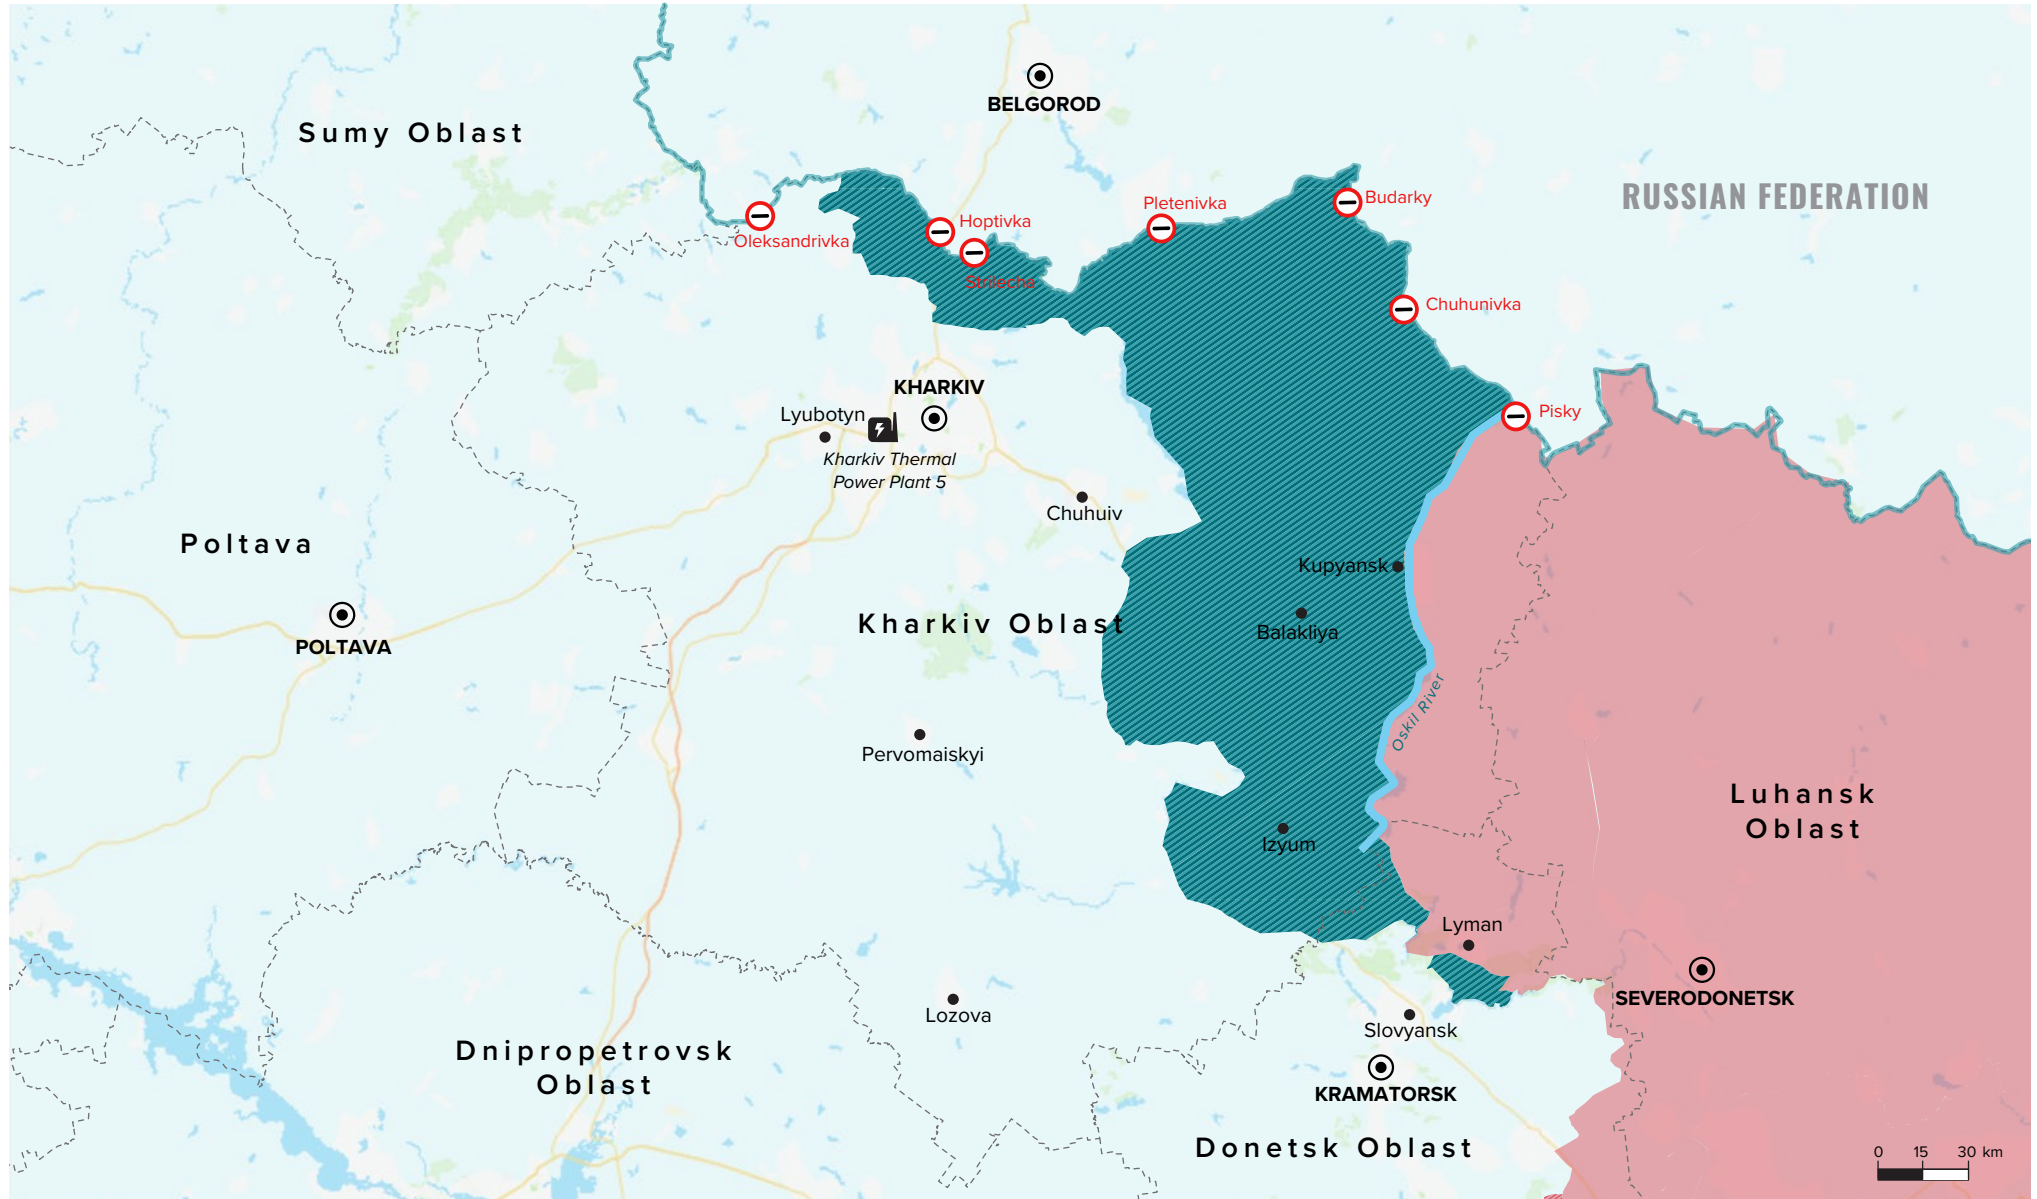 BELGOROD
Sumy Oblast
RUSSIAN FEDERATION
Budarky
Pletenivka
Hoptivka
Oleksandrivka
Strilecha
Chuhunivka
KHARKIV
Pisky
Lyubotyn
Kharkiv Thermal
Power Plant 5
Chuhuiv
Poltava
Kupyansk
Kharkiv Oblast
Balakliya
POLTAVA
Oskil River
Pervomaiskyi
Luhansk
Oblast
Izyum
Lyman
SEVERODONETSK
Lozova
Slovyansk
Dnipropetrovsk
Oblast
KRAMATORSK
Donetsk Oblast
0 15 30 km